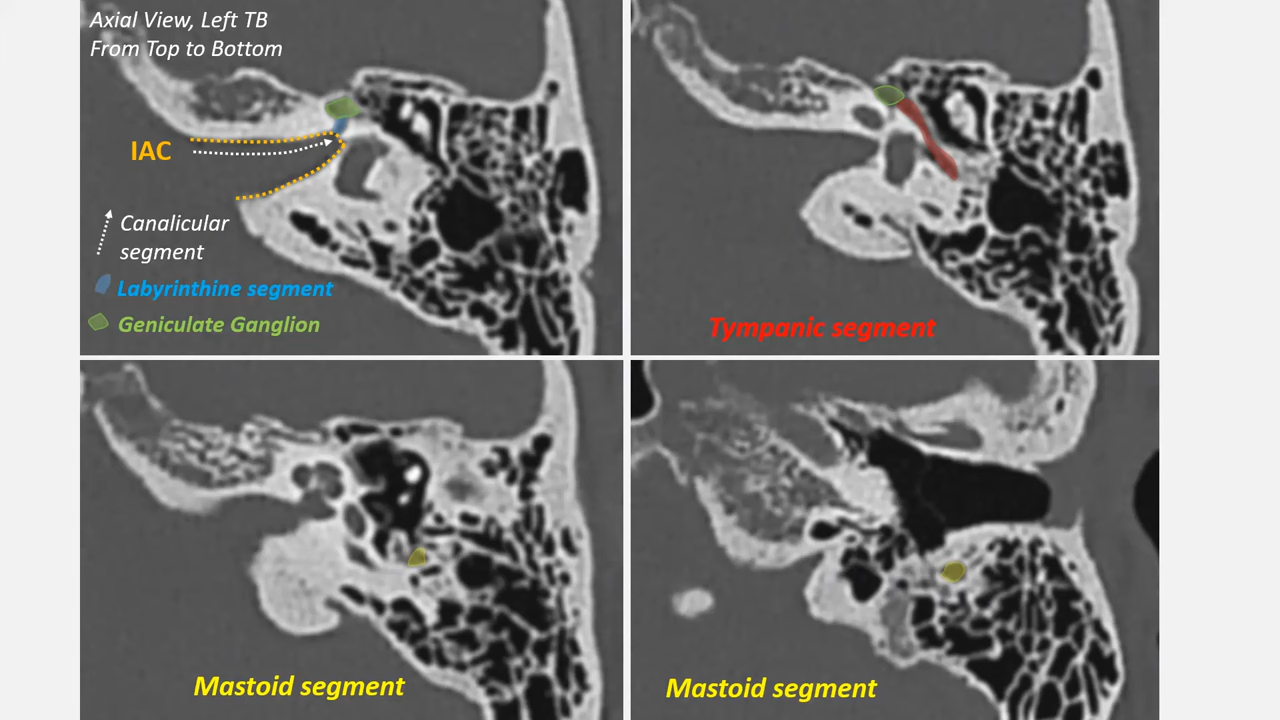 Axial View, Left TB
From Top to Bottom
IAC
Canalicular
segment
Labyrinthine segment
Geniculate Ganglion
Tympanic segment
Mastoid segment
Mastoid segment